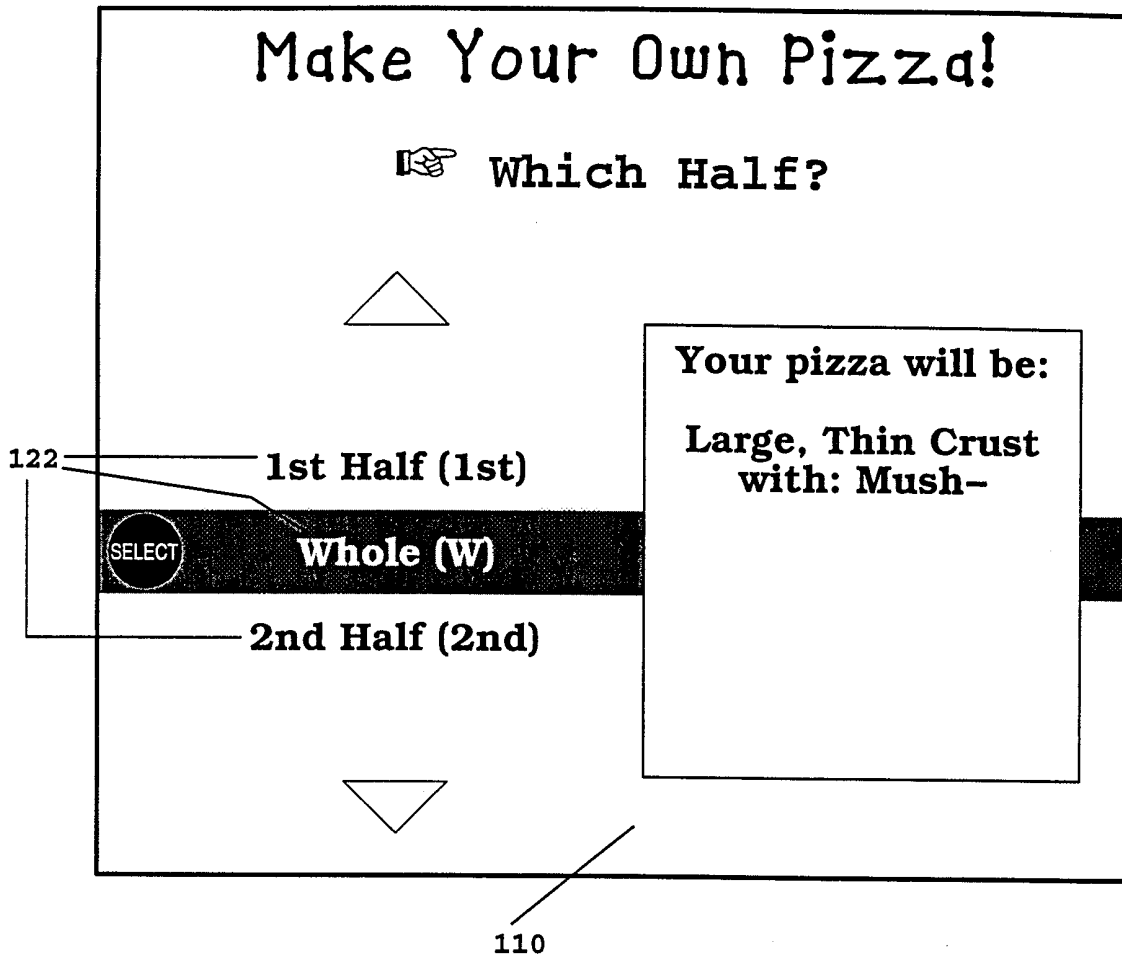 Make Your Own Pizza!
☞ Which Half?
Your pizza will be:
Large, Thin Crust
with: Mush–
122
1st Half (1st)
SELECT
Whole (W)
2nd Half (2nd)
110